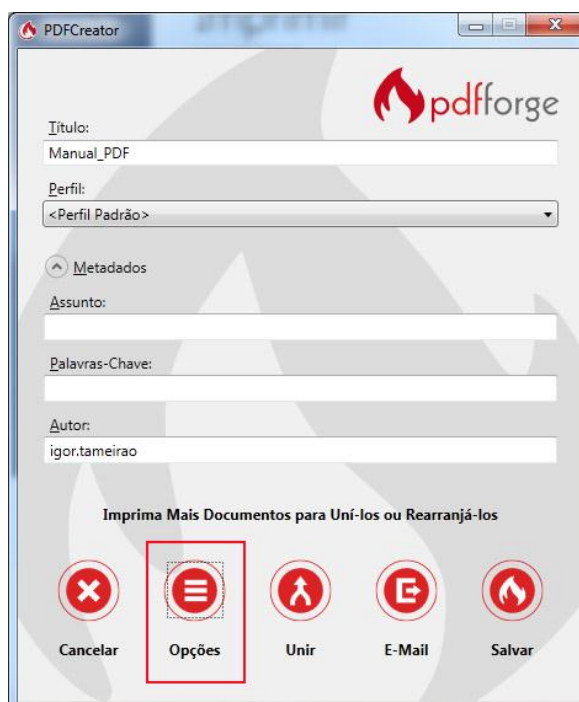 Imprimir
PDFCreator
pdfforge
Título:
Manual_PDF
Perfil:
<Perfil Padrão>
Metadados
Assunto:
Palavras-Chave:
Autor:
igor.tameirao
Imprima Mais Documentos para Uní-los ou Rearranjá-los
Cancelar Opções Unir E-Mail Salvar